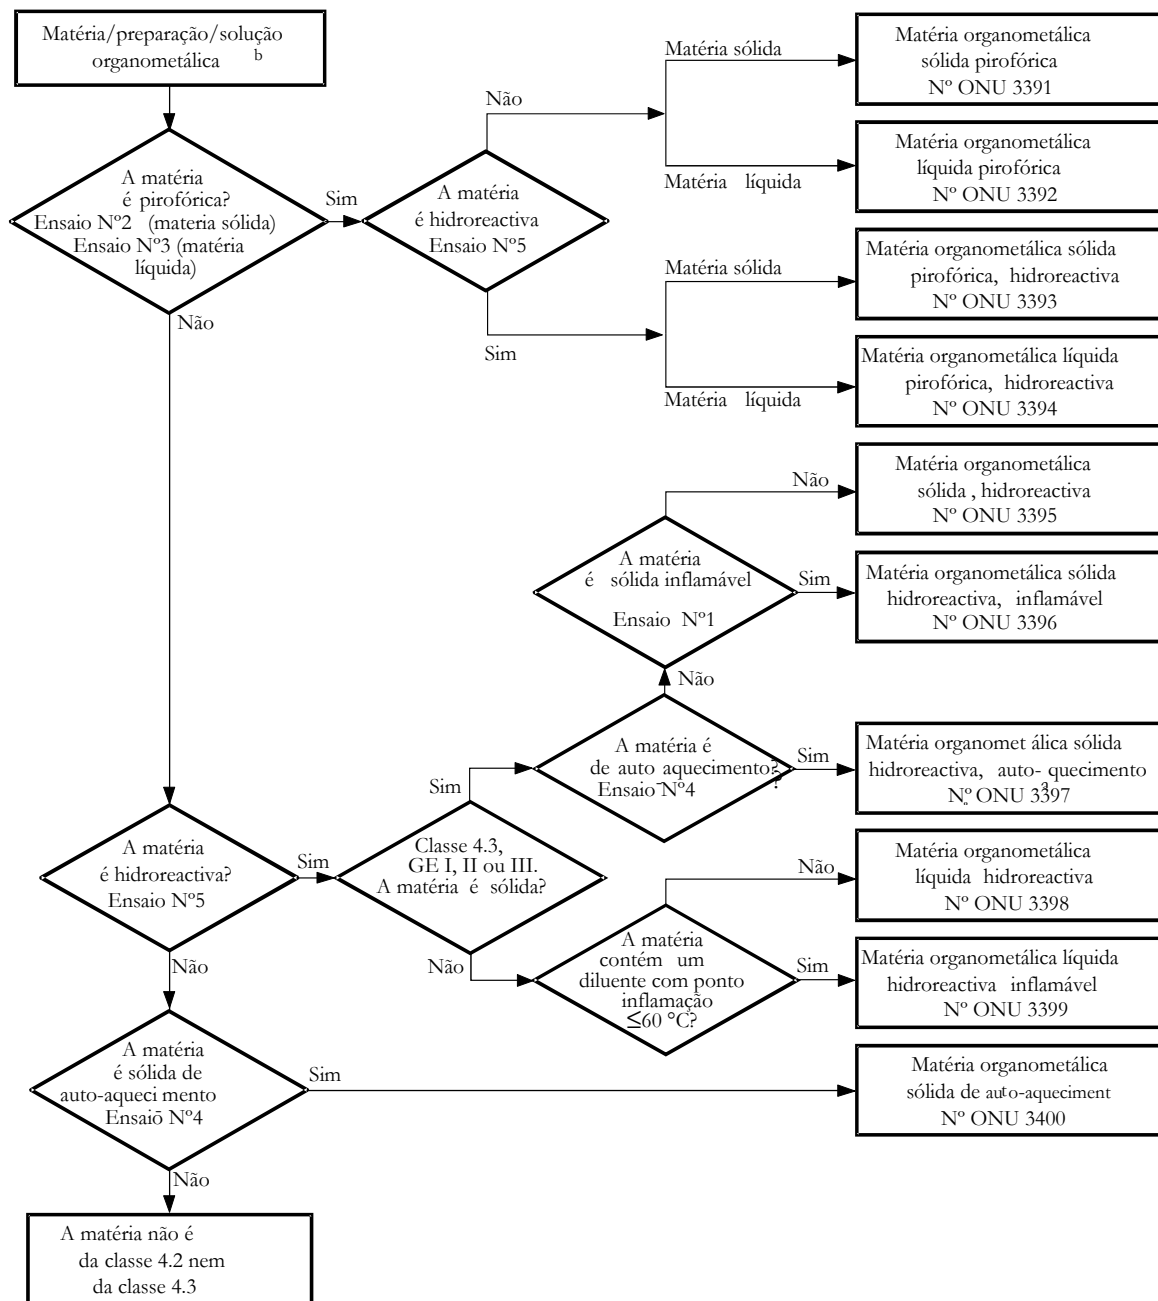 Matéria/preparação/solução
organometálica b
A matéria
é pirofórica?
Ensaio Nº2 (materia sólida)
Ensaio Nº3 (matéria
líquida)
Sim
Não
A matéria
é hidroreactiva
Ensaio Nº5
Não
Sim
Matéria sólida
Matéria líquida
Matéria organometálica
sólida pirofórica
Nº ONU 3391
Matéria organometálica
líquida pirofórica
Nº ONU 3392
Matéria sólida
Matéria líquida
Matéria organometálica sólida
pirofórica, hidroreactiva
Nº ONU 3393
Matéria organometálica líquida
pirofórica, hidroreactiva
Nº ONU 3394
Não
Matéria organometálica
sólida , hidroreactiva
Nº ONU 3395
A matéria
é sólida inflamável
Ensaio Nº1
Sim
Matéria organometálica sólida
hidroreactiva, inflamável
Nº ONU 3396
Não
A matéria é
de auto aquecimento?
Ensaio Nº4
Sim
Matéria organomet álica sólida
hidroreactiva, auto- quecimento
Nº ONU 3397
Sim
A matéria
é hidroreactiva?
Ensaio Nº5
Sim
Classe 4.3,
GE I, II ou III.
A matéria é sólida?
Não
Não
Matéria organometálica
líquida hidroreactiva
Nº ONU 3398
A matéria
contém um
diluente com ponto
inflamação
≤60 °C?
Sim
Matéria organometálica líquida
hidroreactiva inflamável
Nº ONU 3399
Não
A matéria
é sólida de
auto-aqueci mento
Ensaio Nº4
Sim
Matéria organometálica
sólida de auto-aqueciment
Nº ONU 3400
Não
A matéria não é
da classe 4.2 nem
da classe 4.3